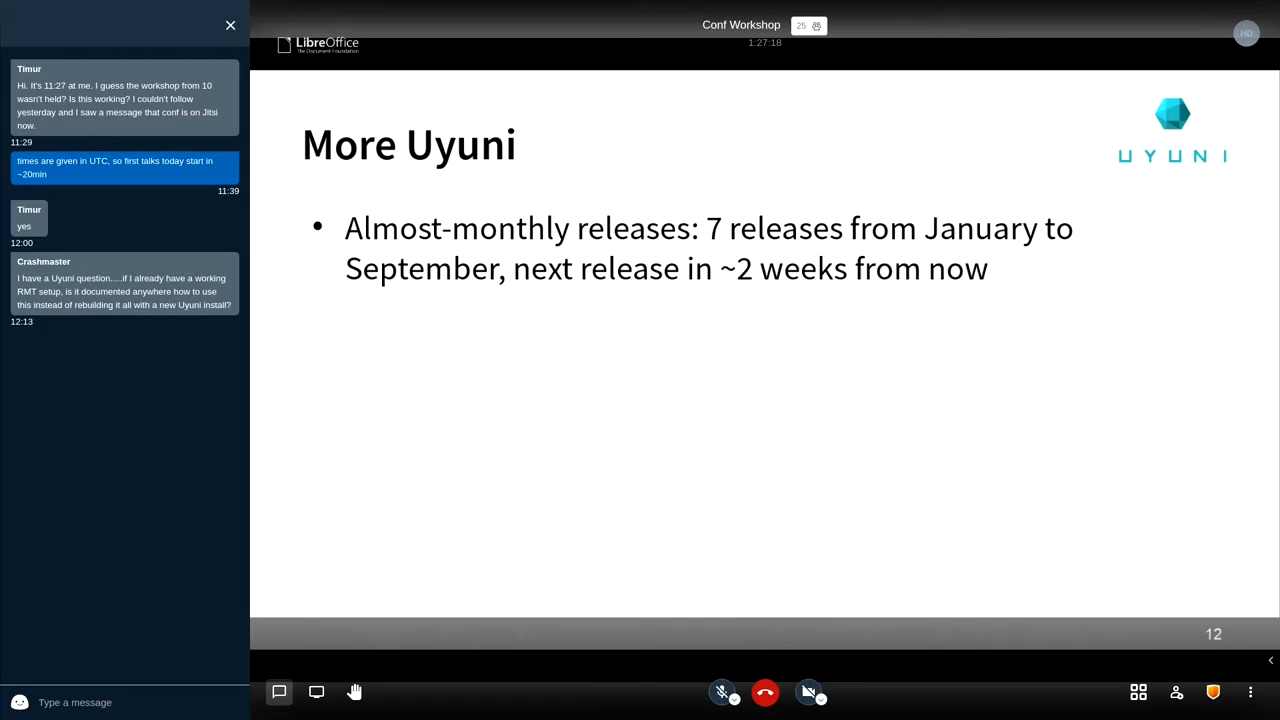 Conf Workshop
25
1:27:18
HD
LibreOffice
The Document Foundation
Timur
Hi. It's 11:27 at me. I guess the workshop from 10
wasn't held? Is this working? I couldn't follow
yesterday and I saw a message that conf is on Jitsi
now.
11:29
times are given in UTC, so first talks today start in
~20min
11:39
Timur
yes
12:00
Crashmaster
I have a Uyuni question.....if I already have a working
RMT setup, is it documented anywhere how to use
this instead of rebuilding it all with a new Uyuni install?
12:13
Type a message
More Uyuni
UYUNI
• Almost-monthly releases: 7 releases from January to
September, next release in ~2 weeks from now
12